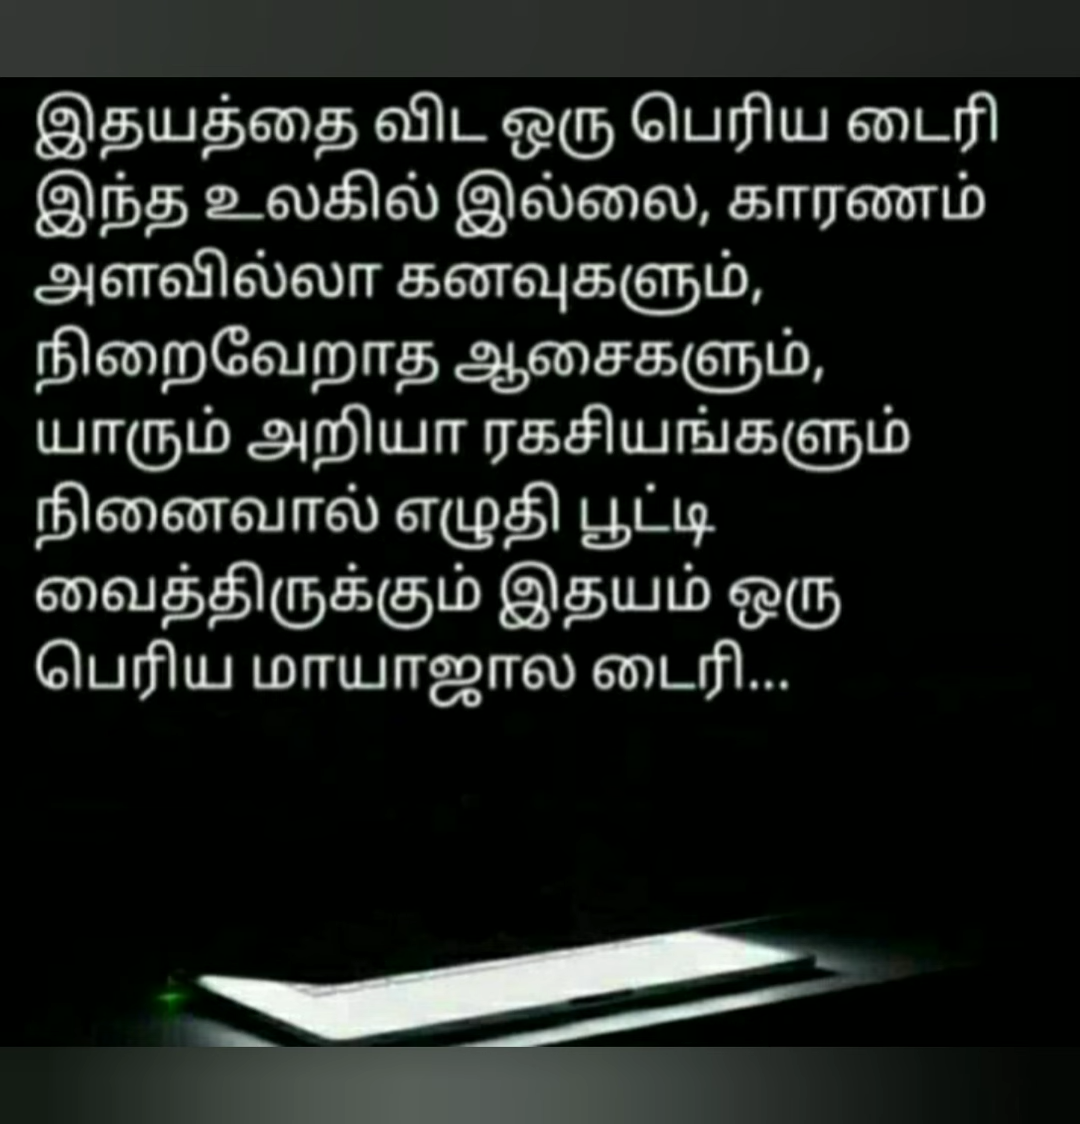 இதயத்தை விட ஒரு பெரிய டைரி
இந்த உலகில் இல்லை, காரணம்
அளவில்லா கனவுகளும்,
நிறைவேறாத ஆசைகளும்,
யாரும் அறியா ரகசியங்களும்
நினைவால் எழுதி பூட்டி
வைத்திருக்கும் இதயம் ஒரு
பெரிய மாயாஜால டைரி...